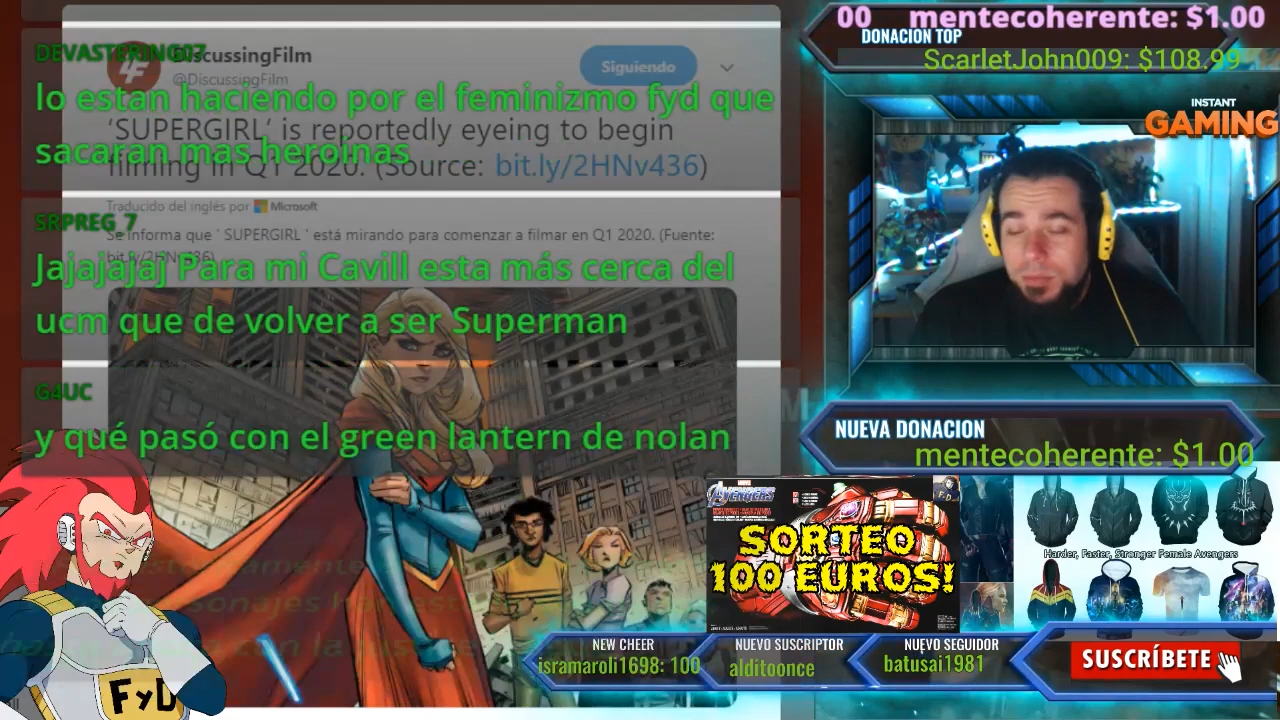 DEVASTERING07
DiscussingFilm
@DiscussingFilm
Siguiendo
lo estan haciendo por el feminizmo fyd que
'SUPERGIRL' is reportedly eyeing to begin
sacaran mas heroinas
filming in Q1 2020. (Source: bit.ly/2HNv436)
Traducido del inglés por Microsoft
SRPREG_7
Se informa que ' SUPERGIRL ' está mirando para comenzar a filmar en Q1 2020. (Fuente:
bit.ly/2HNv436)
Jajajajaj Para mi Cavill esta más cerca del
ucm que de volver a ser Superman
G4UC
y qué pasó con el green lantern de nolan
FyD
00 mentecoherente: $1.00
DONACION TOP
ScarletJohn009: $108.99
INSTANT
GAMING
NUEVA DONACION
mentecoherente: $1.00
MARVEL
AVENGERS
F.D
SORTEO
100 EUROS!
Harder, Faster, Stronger Female Avengers
NEW CHEER
isramaroli1698: 100
NUEVO SUSCRIPTOR
alditoonce
NUEVO SEGUIDOR
batusai1981
SUSCRÍBETE